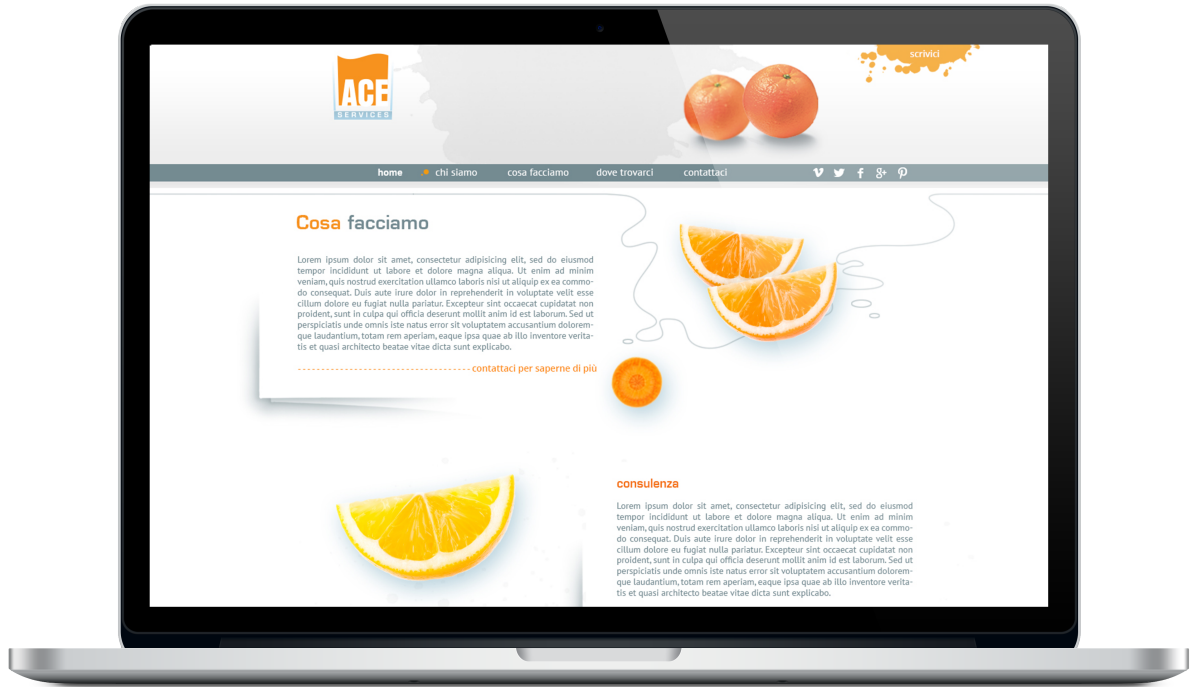 ACE
SERVICES
scrivici
home chi siamo cosa facciamo dove trovarci contattaci
Cosa facciamo
Lorem ipsum dolor sit amet, consectetur adipisicing elit, sed do eiusmod
tempor incididunt ut labore et dolore magna aliqua. Ut enim ad minim
veniam, quis nostrud exercitation ullamco laboris nisi ut aliquip ex ea commo-
do consequat. Duis aute irure dolor in reprehenderit in voluptate velit esse
cillum dolore eu fugiat nulla pariatur. Excepteur sint occaecat cupidatat non
proident, sunt in culpa qui officia deserunt mollit anim id est laborum. Sed ut
perspiciatis unde omnis iste natus error sit voluptatem accusantium dolorem-
que laudantium, totam rem aperiam, eaque ipsa quae ab illo inventore verita-
tis et quasi architecto beatae vitae dicta sunt explicabo.
contattaci per saperne di più
consulenza
Lorem ipsum dolor sit amet, consectetur adipisicing elit, sed do eiusmod
tempor incididunt ut labore et dolore magna aliqua. Ut enim ad minim
veniam, quis nostrud exercitation ullamco laboris nisi ut aliquip ex ea commo-
do consequat. Duis aute irure dolor in reprehenderit in voluptate velit esse
cillum dolore eu fugiat nulla pariatur. Excepteur sint occaecat cupidatat non
proident, sunt in culpa qui officia deserunt mollit anim id est laborum. Sed ut
perspiciatis unde omnis iste natus error sit voluptatem accusantium dolorem-
que laudantium, totam rem aperiam, eaque ipsa quae ab illo inventore verita-
tis et quasi architecto beatae vitae dicta sunt explicabo.